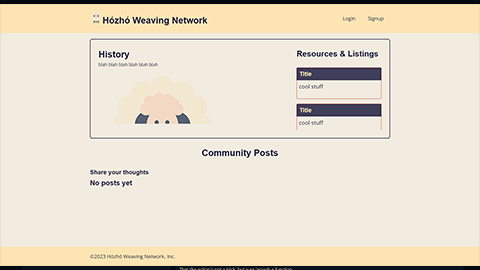 Hózhó Weaving Network
Login Signup
History
blah blah blah blah blah blah
Resources & Listings
Title
cool stuff
Title
cool stuff
Community Posts
Share your thoughts
No posts yet
©2023 Hózhó Weaving Network, Inc.